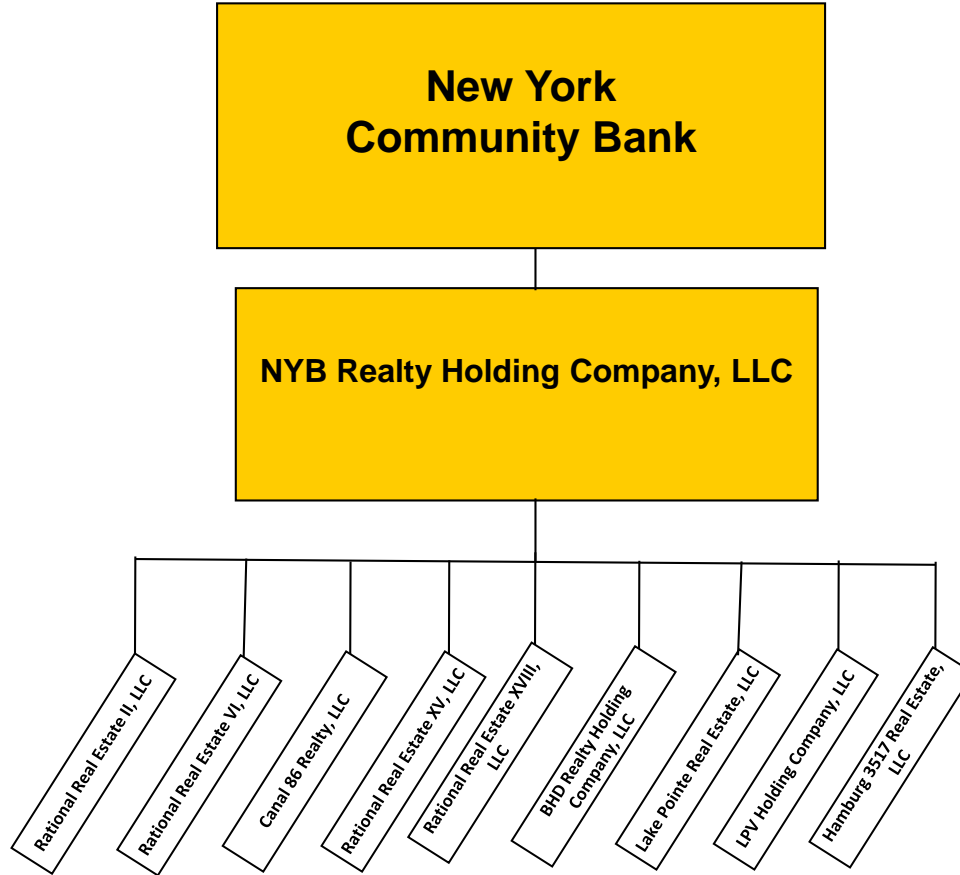 New York
Community Bank
NYB Realty Holding Company, LLC
Rational Real Estate II, LLC
Rational Real Estate VI, LLC
Canal 86 Realty, LLC
Rational Real Estate XV, LLC
Rational Real Estate XVIII,
LLC
BHD Realty Holding
Company, LLC
Lake Pointe Real Estate, LLC
LPV Holding Company, LLC
Hamburg 3517 Real Estate,
LLC